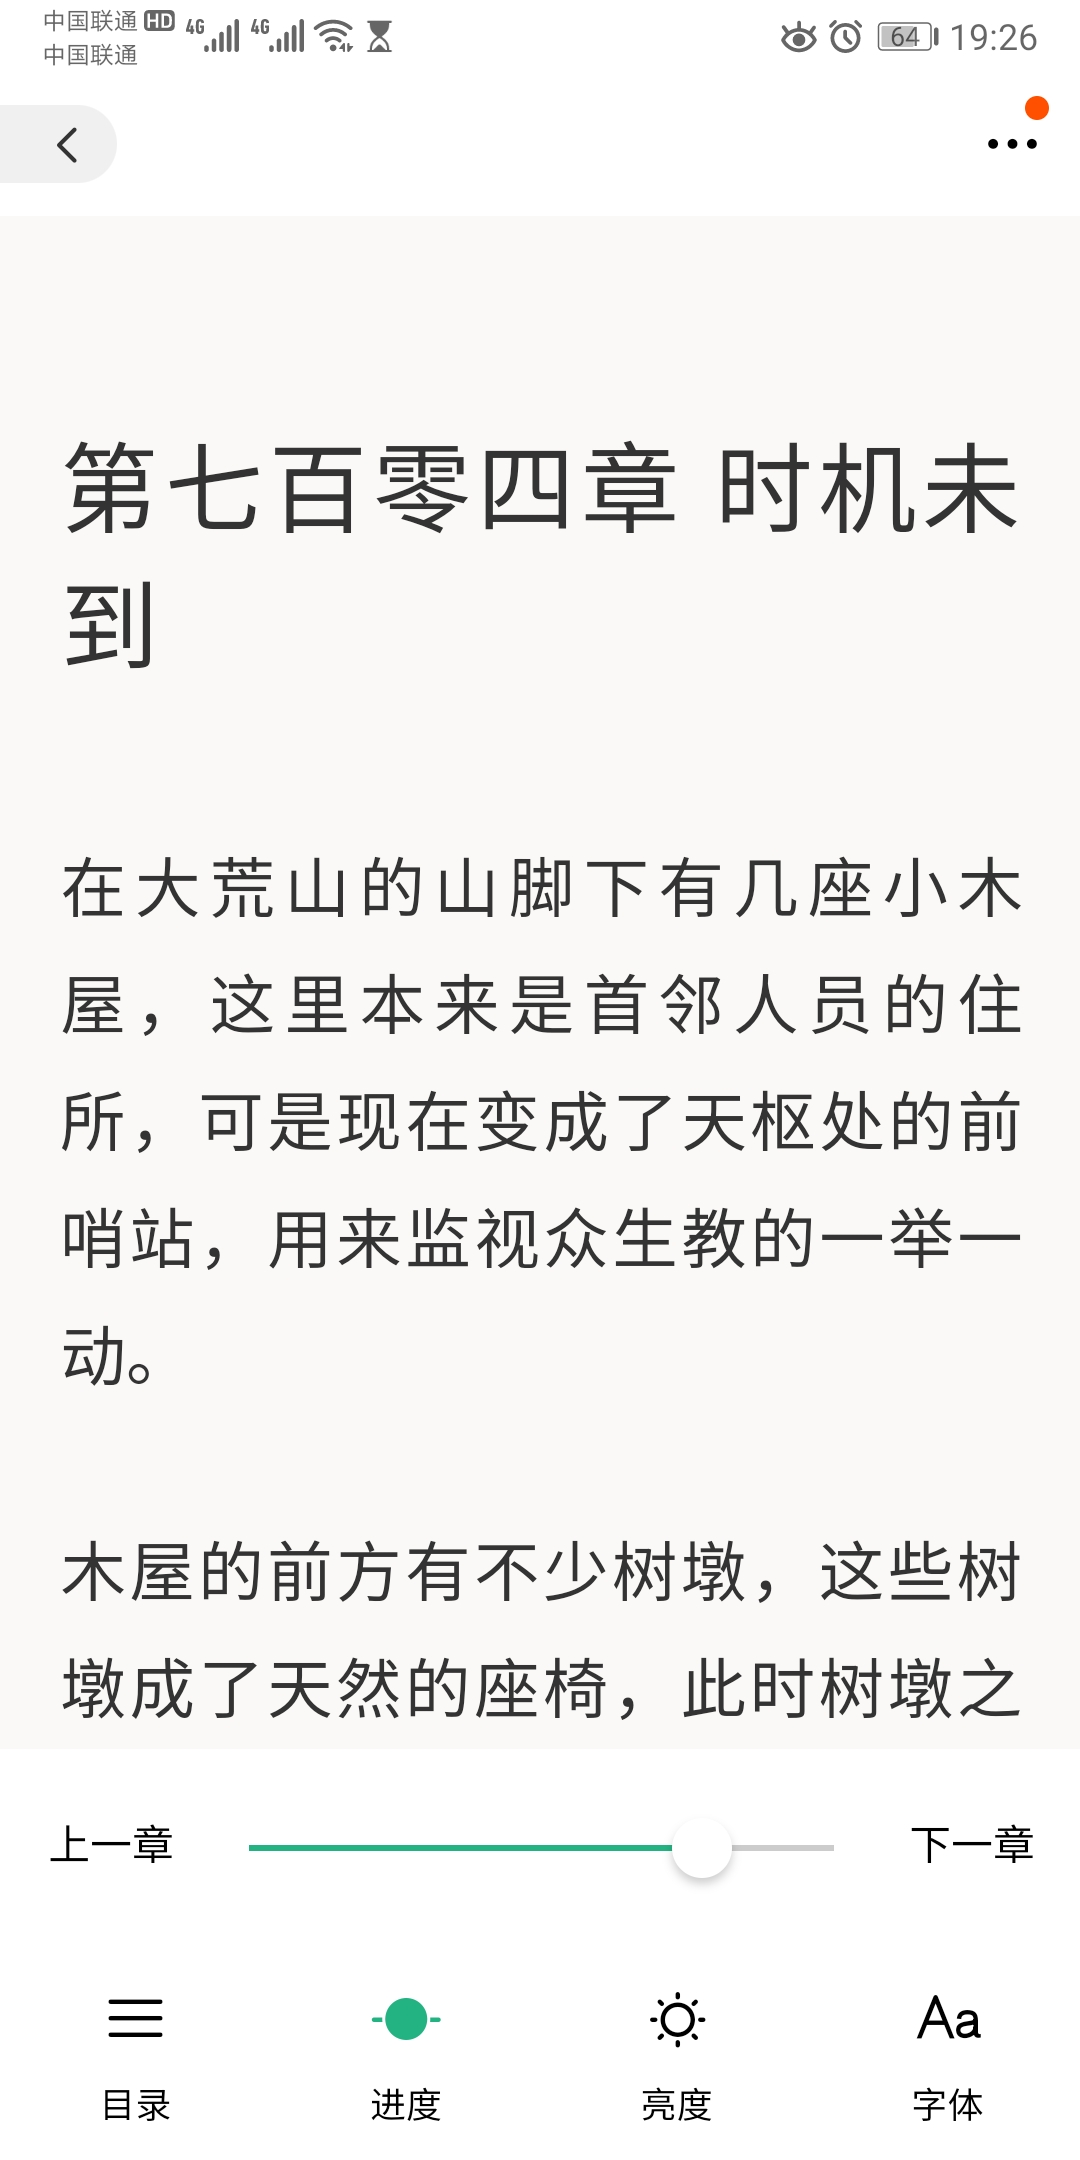 中国联通 HD 4G 4G 64 19:26
中国联通
第七百零四章 时机未
到
在大荒山的山脚下有几座小木
屋，这里本来是首邻人员的住
所，可是现在变成了天枢处的前
哨站，用来监视众生教的一举一
动。
木屋的前方有不少树墩，这些树
墩成了天然的座椅，此时树墩之
上一章 下一章
Aa
目录 进度 亮度 字体